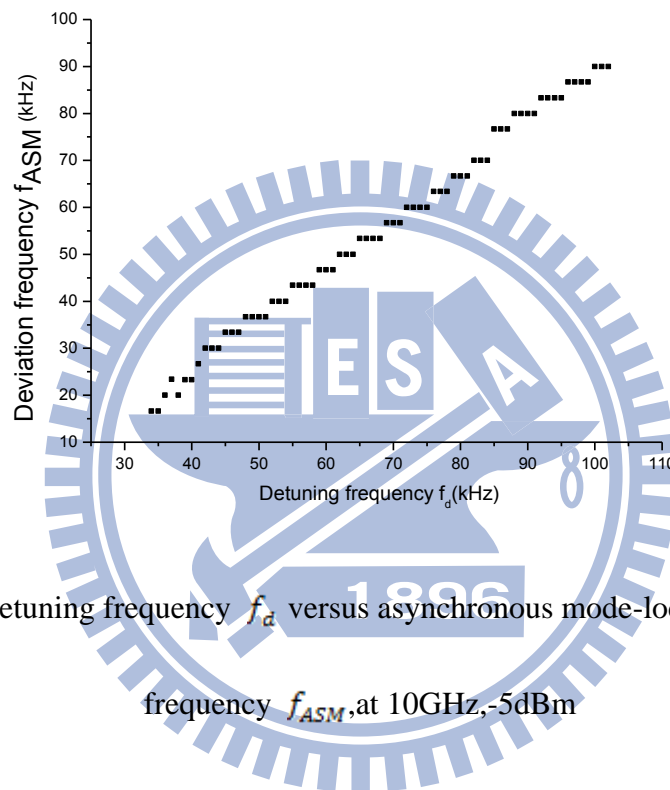 100
90
80
70
60
50
40
30
20
10
Deviation frequency fASM (kHz)
30 40 50 60 70 80 90 100 110
Detuning frequency fd(kHz)
ESA
1896
etuning frequency fd versus asynchronous mode-loc
frequency fASM,at 10GHz,-5dBm